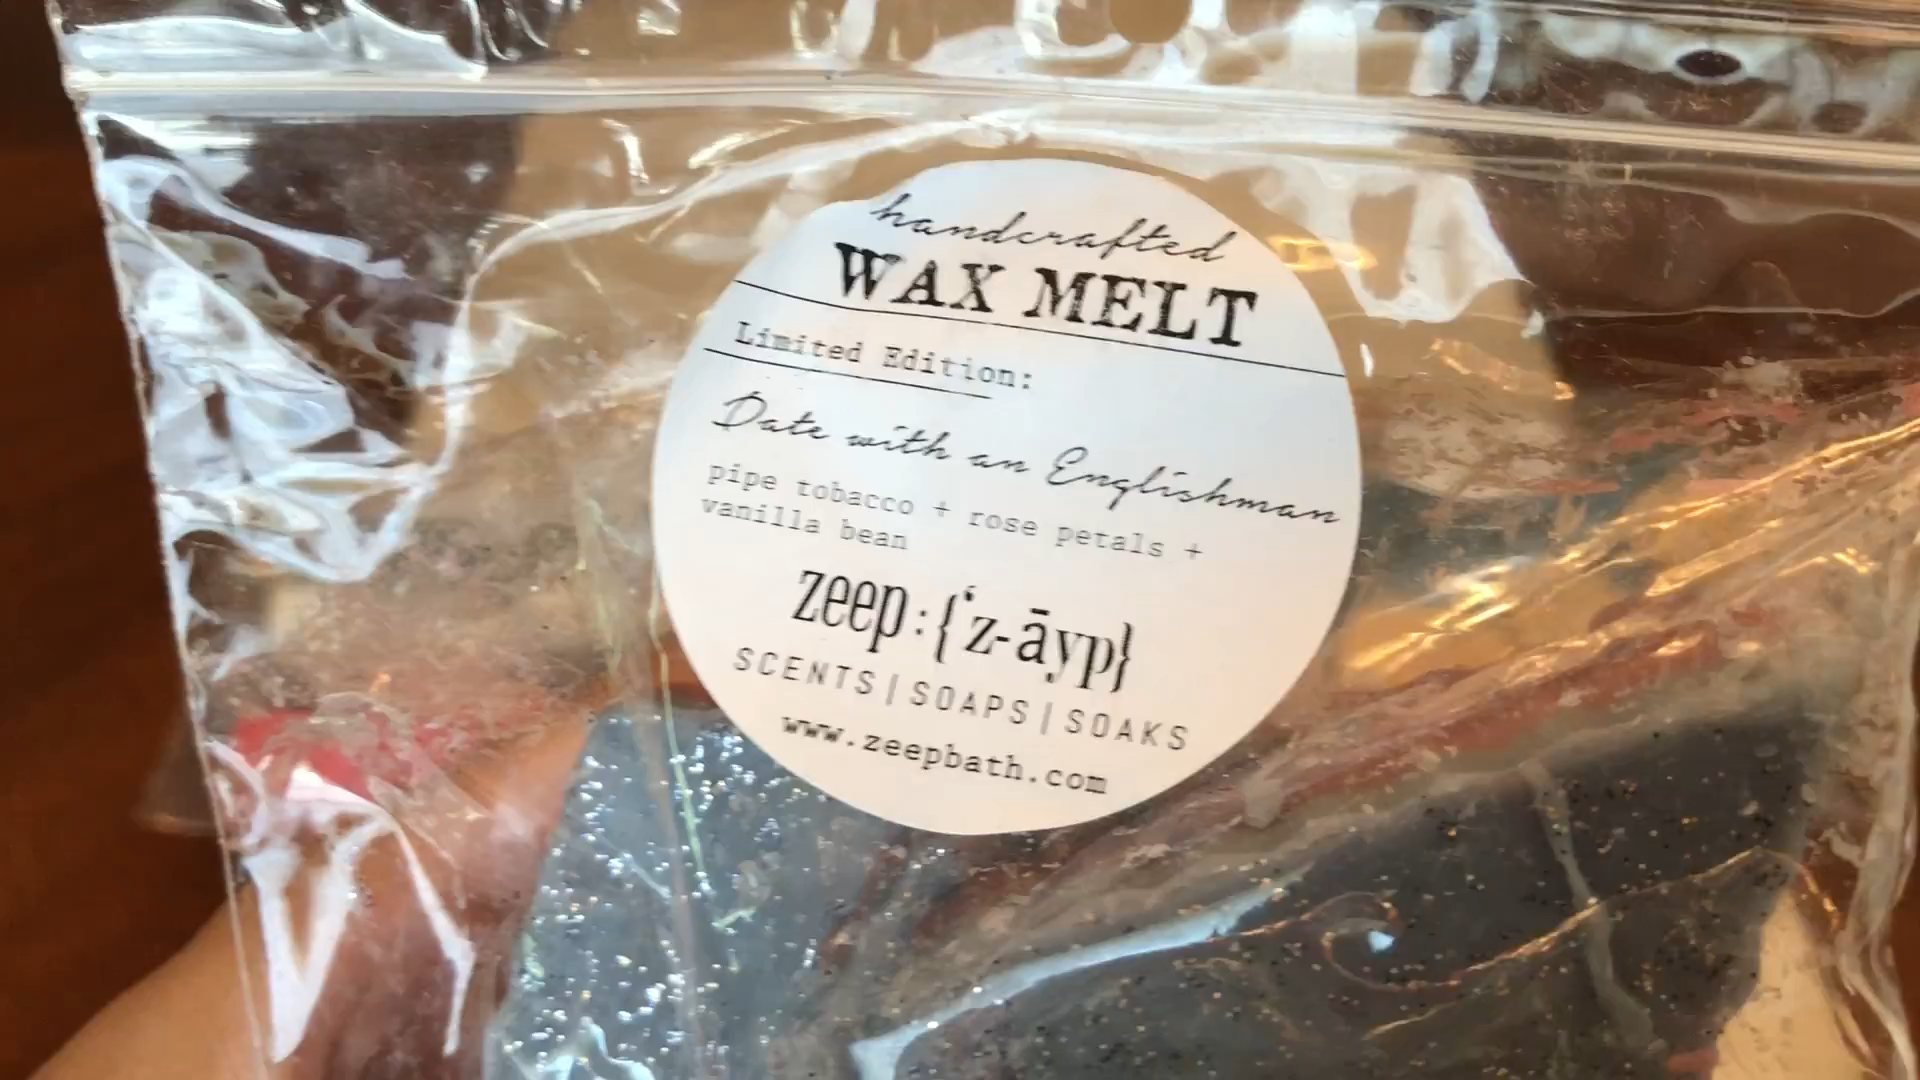 handcrafted
WAX MELT
Limited Edition:
Date with an Englishman
pipe tobacco + rose petals +
vanilla bean
zeep:{'z-āyp}
SCENTS|SOAPS|SOAKS
www.zeepbath.com